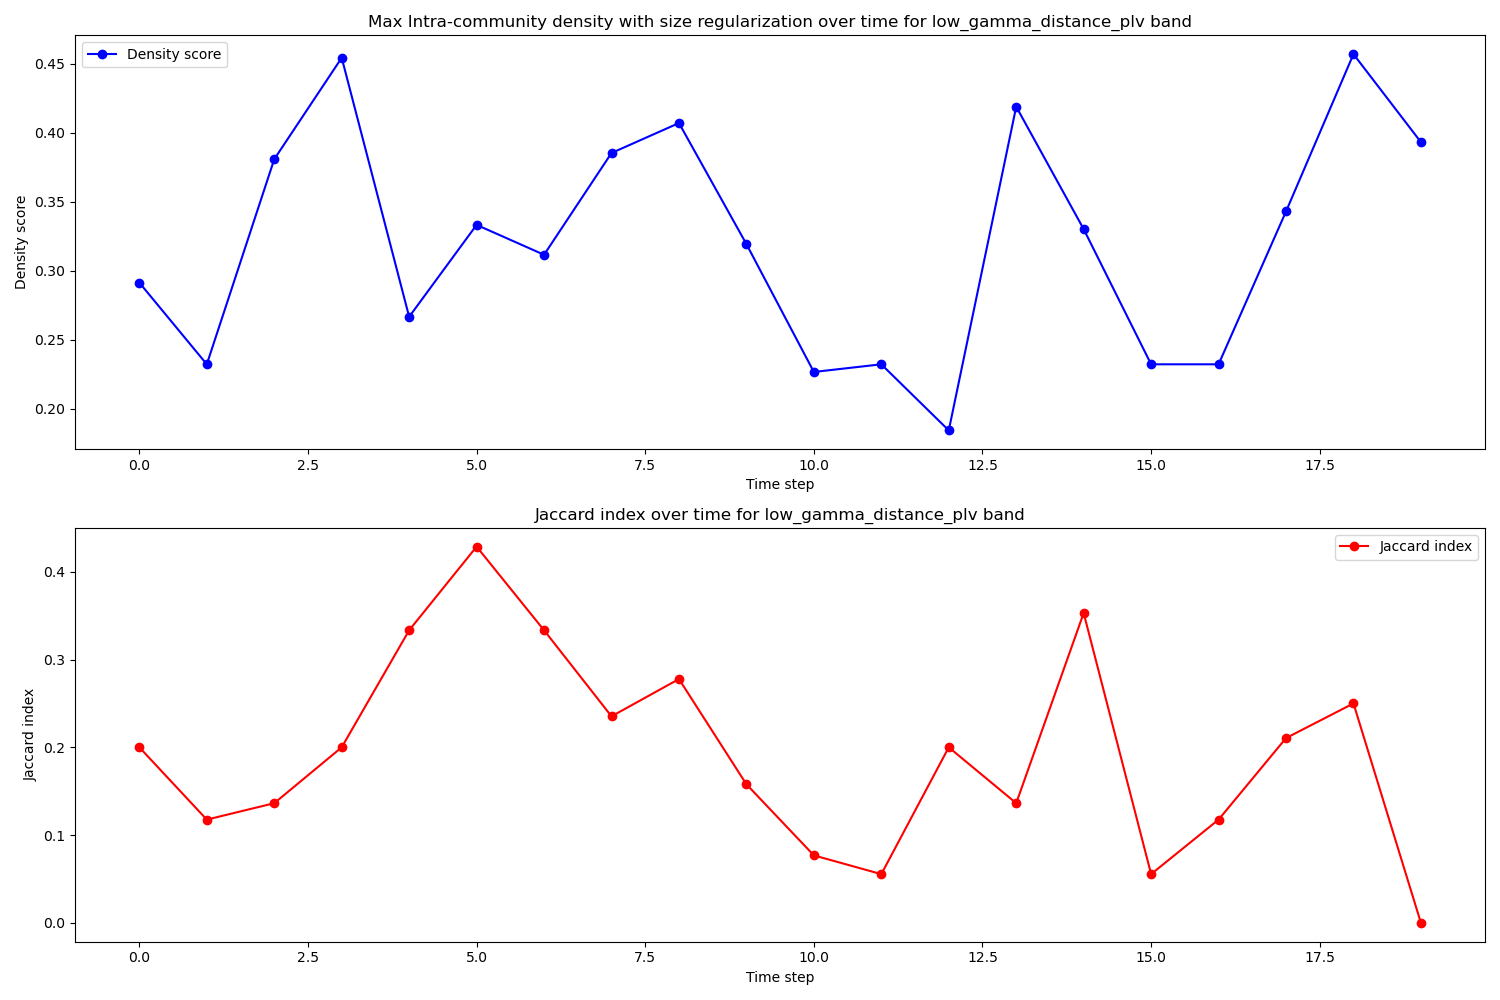 Max Intra-community density with size regularization over time for low_gamma_distance_plv band
Density score
0.45
0.40
0.35
0.30
0.25
0.20
Density score
0.0 2.5 5.0 7.5 10.0 12.5 15.0 17.5
Time step
Jaccard index over time for low_gamma_distance_plv band
Jaccard index
0.4
0.3
0.2
0.1
0.0
Jaccard index
0.0 2.5 5.0 7.5 10.0 12.5 15.0 17.5
Time step